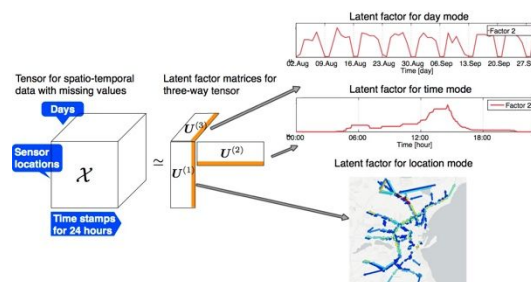 Tensor for spatio-temporal
data with missing values
Latent factor matrices for
three-way tensor
Days
Sensor
locations
X
Time stamps
for 24 hours
≃
U(3)
U(1)
U(2)
Latent factor for day mode
Factor 2
02.Aug 09.Aug 16.Aug 23.Aug 30.Aug 06.Sep 13.Sep 20.Sep 27.Se
Time [day]
Latent factor for time mode
Factor 2
00:00 06:00 12:00 18:00
Time [hour]
Latent factor for location mode